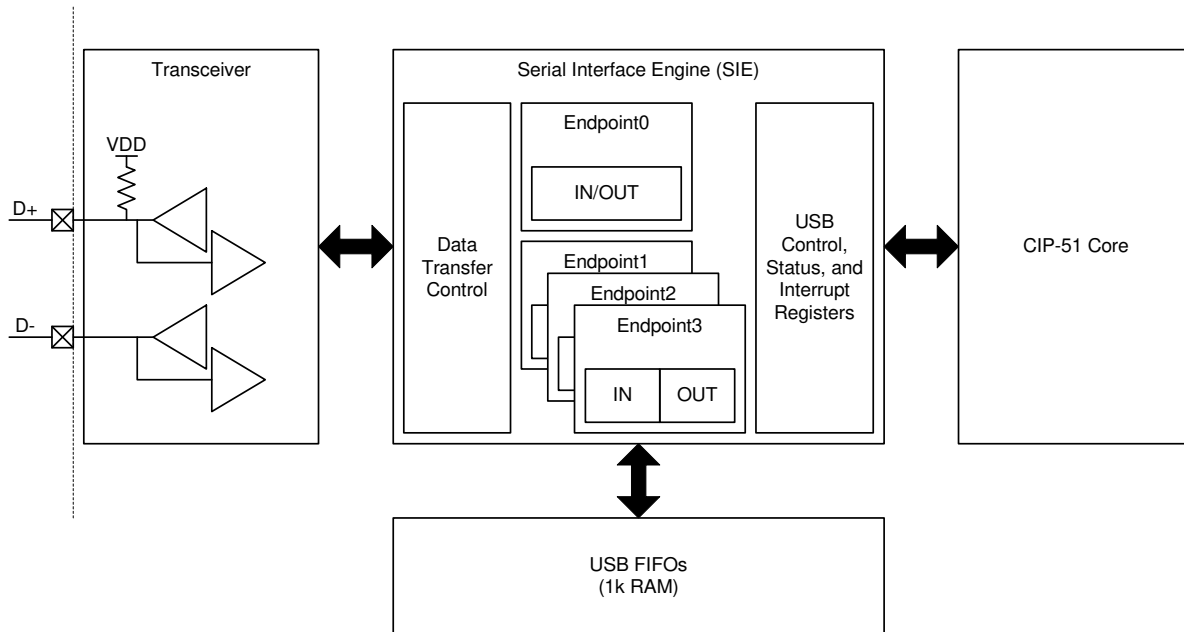 Transceiver
VDD
D+
D-
Serial Interface Engine (SIE)
Data
Transfer
Control
Endpoint0
IN/OUT
Endpoint1
Endpoint2
Endpoint3
IN
OUT
USB
Control,
Status, and
Interrupt
Registers
CIP-51 Core
USB FIFOs
(1k RAM)